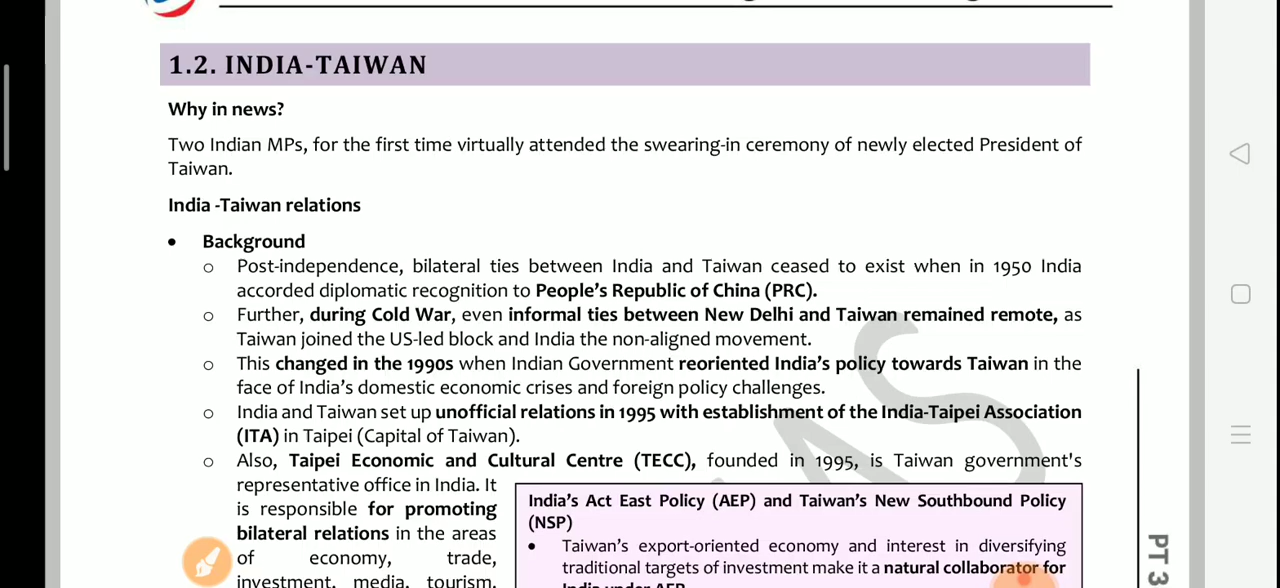 1.2. INDIA-TAIWAN
Why in news?
Two Indian MPs, for the first time virtually attended the swearing-in ceremony of newly elected President of
Taiwan.
India -Taiwan relations
• Background
o Post-independence, bilateral ties between India and Taiwan ceased to exist when in 1950 India
accorded diplomatic recognition to People's Republic of China (PRC).
o Further, during Cold War, even informal ties between New Delhi and Taiwan remained remote, as
Taiwan joined the US-led block and India the non-aligned movement.
o This changed in the 1990s when Indian Government reoriented India's policy towards Taiwan in the
face of India's domestic economic crises and foreign policy challenges.
o India and Taiwan set up unofficial relations in 1995 with establishment of the India-Taipei Association
(ITA) in Taipei (Capital of Taiwan).
o Also, Taipei Economic and Cultural Centre (TECC), founded in 1995, is Taiwan government's
representative office in India. It
is responsible for promoting
bilateral relations in the areas
of economy, trade,
investment, media, tourism,
India's Act East Policy (AEP) and Taiwan's New Southbound Policy
(NSP)
• Taiwan's export-oriented economy and interest in diversifying
traditional targets of investment make it a natural collaborator for
India under AEP
PT 3
AS